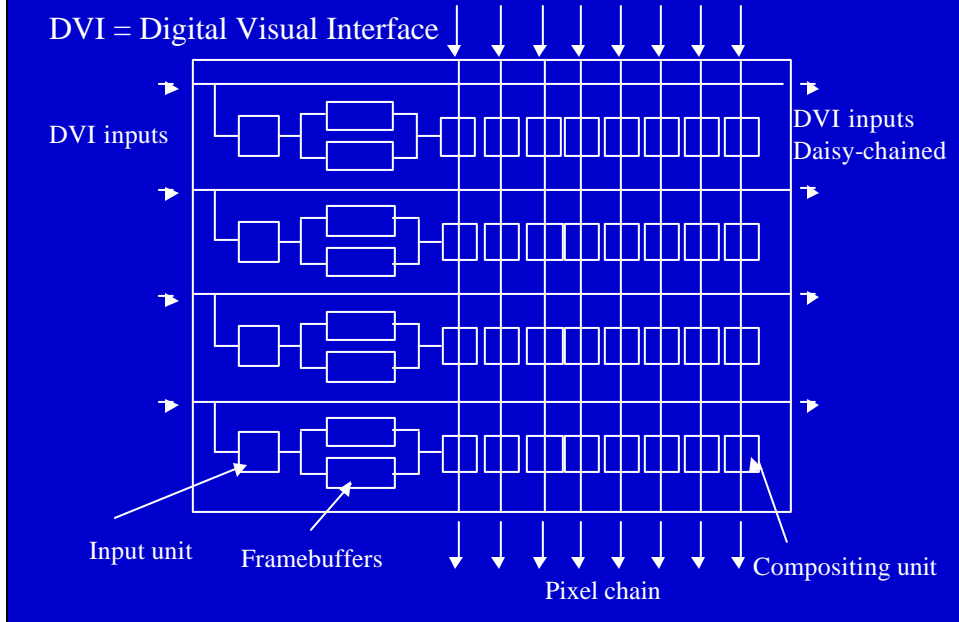 DVI = Digital Visual Interface
DVI inputs
DVI inputs
Daisy-chained
Input unit
Framebuffers
Compositing unit
Pixel chain